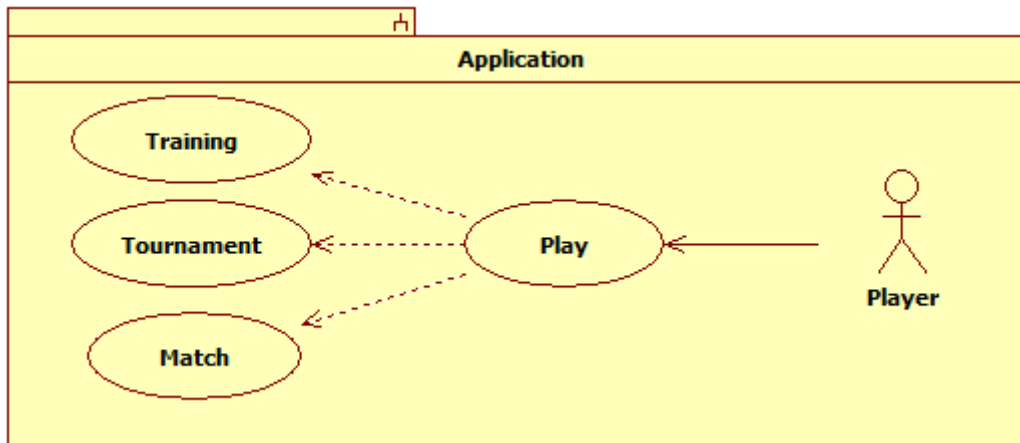 Application
Training
Tournament
Play
Match
Player